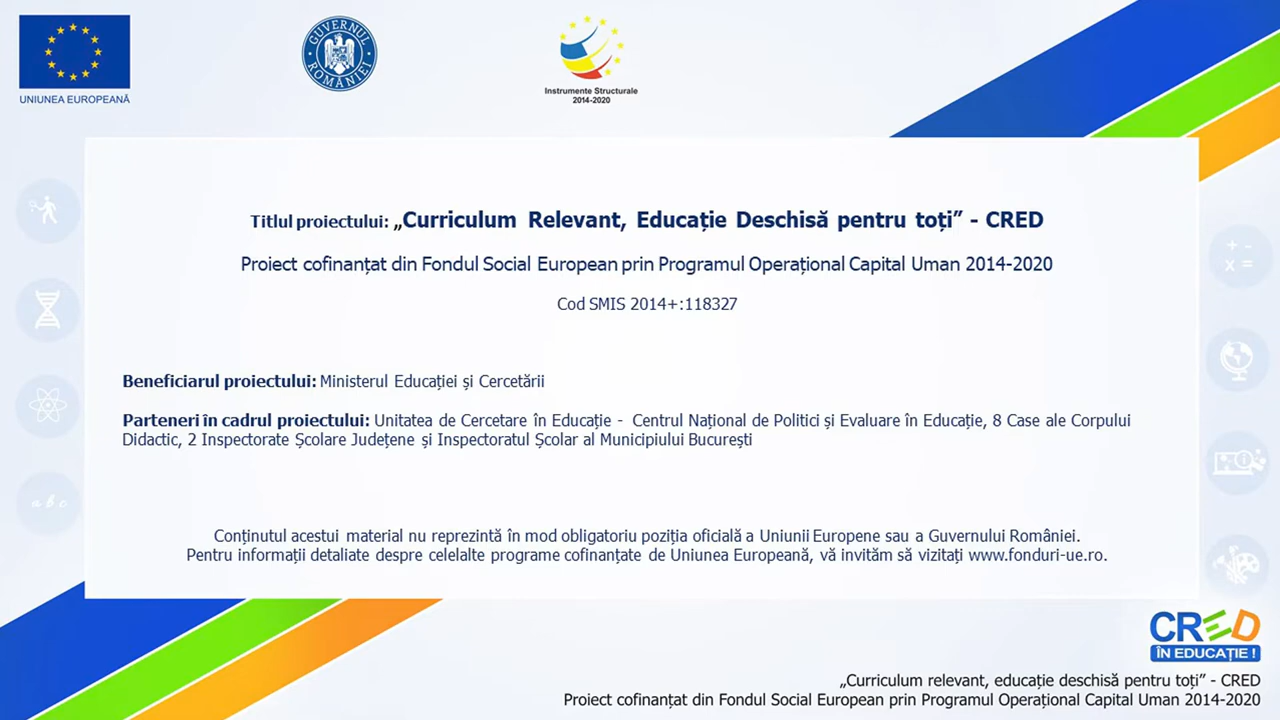 UNIUNEA EUROPEANĂ
GUVERNUL ROMÂNIEI
Instrumente Structurale
2014-2020
Titlul proiectului: „Curriculum Relevant, Educație Deschisă pentru toți” - CRED
Proiect cofinanțat din Fondul Social European prin Programul Operațional Capital Uman 2014-2020
Cod SMIS 2014+:118327
Beneficiarul proiectului: Ministerul Educației și Cercetării
Parteneri în cadrul proiectului: Unitatea de Cercetare în Educație - Centrul Național de Politici și Evaluare în Educație, 8 Case ale Corpului
Didactic, 2 Inspectorate Școlare Județene și Inspectoratul Școlar al Municipiului București
a b c
Conținutul acestui material nu reprezintă în mod obligatoriu poziția oficială a Uniunii Europene sau a Guvernului României.
Pentru informații detaliate despre celelalte programe cofinanțate de Uniunea Europeană, vă invităm să vizitați www.fonduri-ue.ro.
CRED
ÎN EDUCAȚIE !
„Curriculum relevant, educație deschisă pentru toți” - CRED
Proiect cofinanțat din Fondul Social European prin Programul Operațional Capital Uman 2014-2020